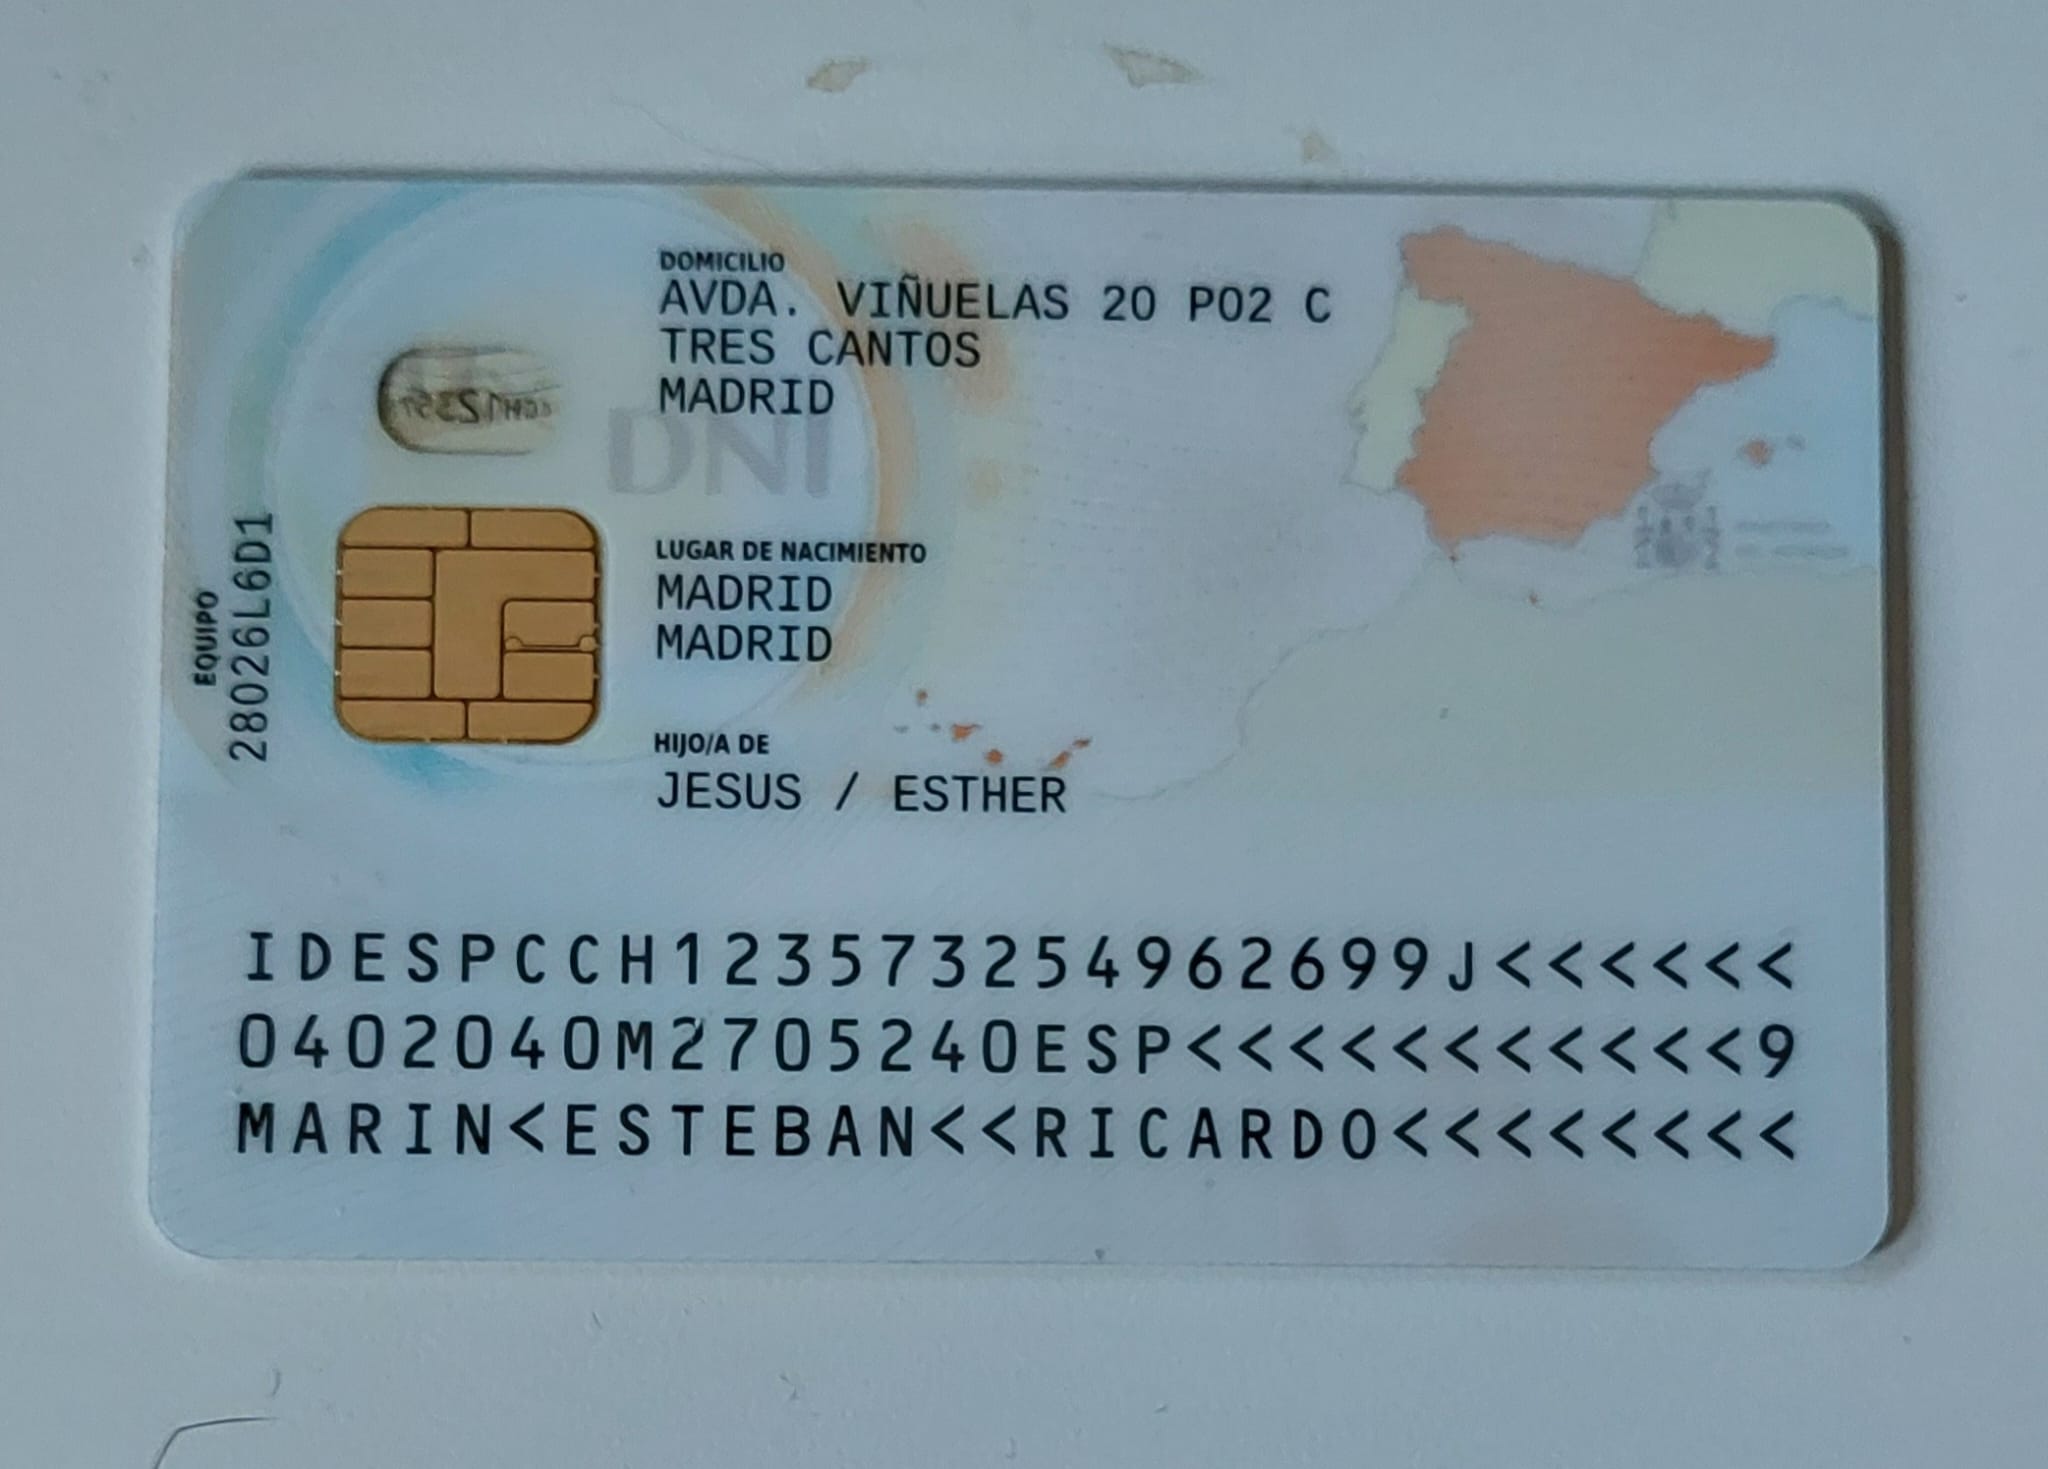 DOMICILIO
AVDA. VIÑUELAS 20 P02 C
TRES CANTOS
MADRID
DNI
LUGAR DE NACIMIENTO
MADRID
MADRID
EQUIPO
28026L6D1
HIJO/A DE
JESUS / ESTHER
IDESPCCH123573254962699J<<<<<<
0402040M2705240ESP<<<<<<<<<<<9
MARIN<ESTEBAN<<RICARDO<<<<<<<<